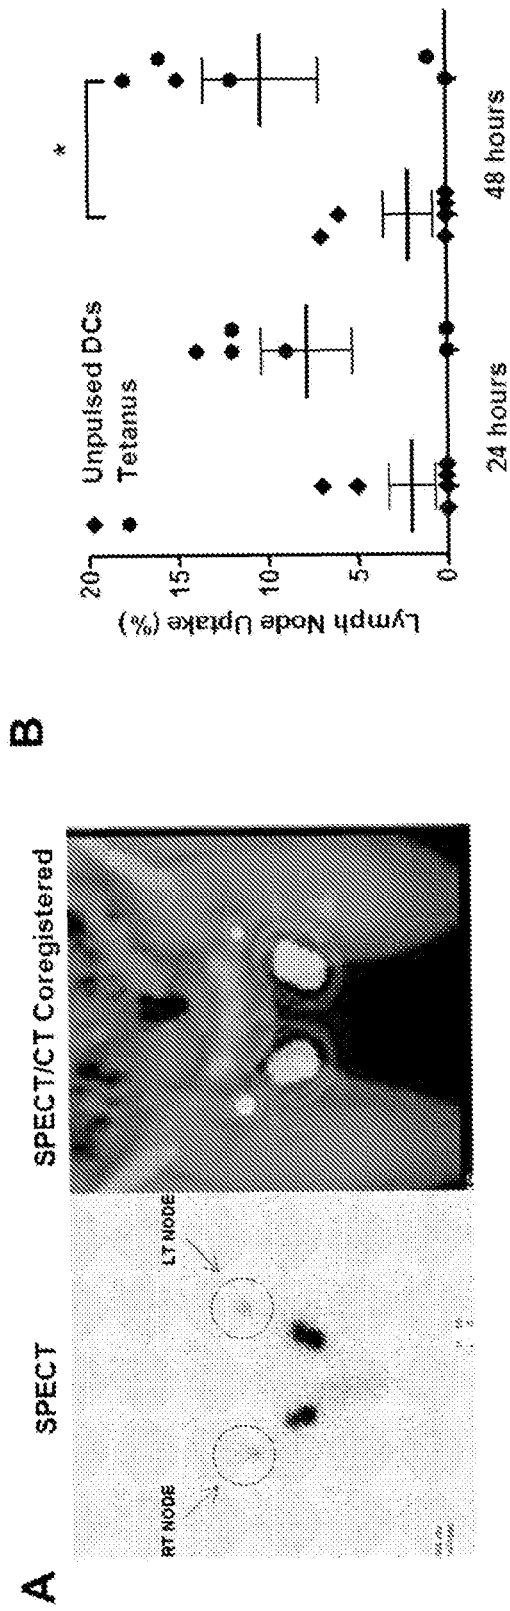 A
SPECT
SPECT/CT Coregistered
RT NODE
LT NODE
B
Lymph Node Uptake (%)
20
15
10
5
0
Unpulsed DCs
Tetanus
*
24 hours
48 hours